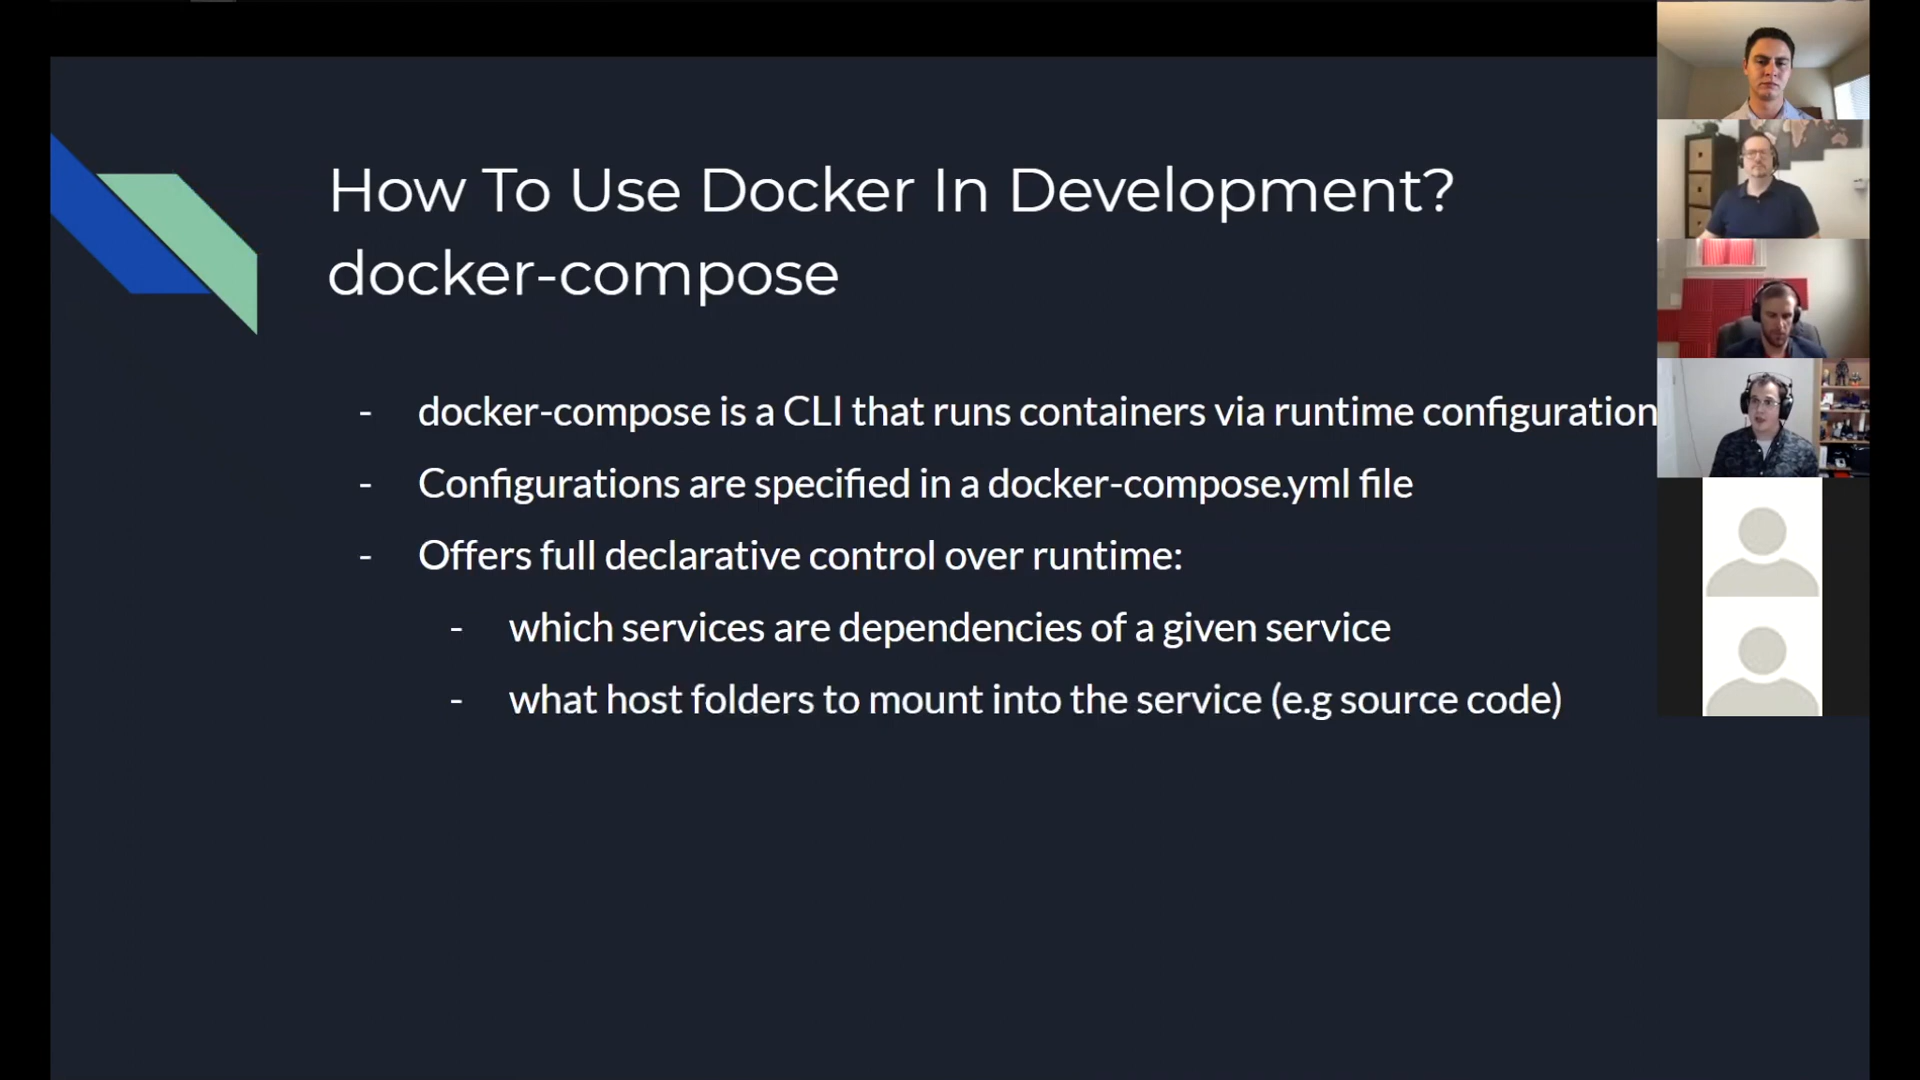 How To Use Docker In Development?
docker-compose
- docker-compose is a CLI that runs containers via runtime configuration
- Configurations are specified in a docker-compose.yml file
- Offers full declarative control over runtime:
- which services are dependencies of a given service
- what host folders to mount into the service (e.g source code)